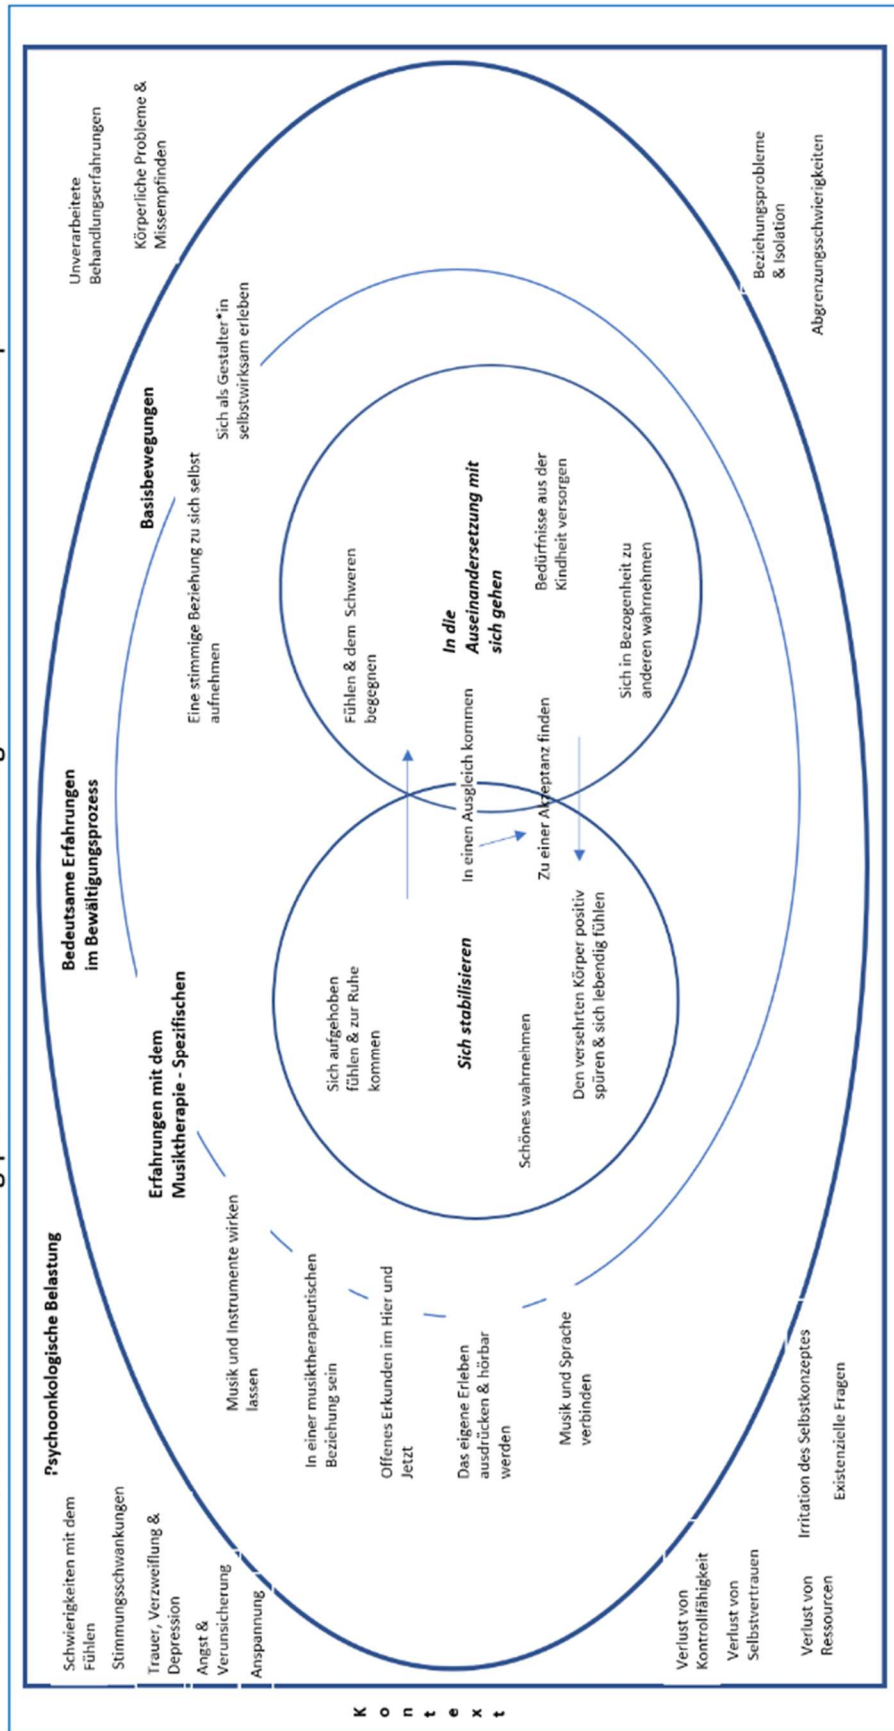 Psychoonkologische Belastung
Schwierigkeiten mit dem
Fühlen
Stimmungsschwankungen
Trauer, Verzweiflung &
Depression
Angst &
Verunsicherung
Anspannung
Unverarbeitete
Behandlungserfahrungen
Körperliche Probleme &
Missempfinden
Bedeutsame Erfahrungen
im Bewältigungsprozess
Basisbewegungen
Erfahrungen mit dem
Musiktherapie - Spezifischen
Eine stimmige Beziehung zu sich selbst
aufnehmen
Sich als Gestalter*in
selbstwirksam erleben
Musik und Instrumente wirken
lassen
In einer musiktherapeutischen
Beziehung sein
Offenes Erkunden im Hier und
Jetzt
Das eigene Erleben
ausdrücken & hörbar
werden
Musik und Sprache
verbinden
Sich aufgehoben
fühlen & zur Ruhe
kommen
Sich stabilisieren
Schönes wahrnehmen
Den versehrten Körper positiv
spüren & sich lebendig fühlen
In einen Ausgleich kommen
Zu einer Akzeptanz finden
Fühlen & dem Schweren
begegnen
In die
Auseinandersetzung mit
sich gehen
Bedürfnisse aus der
Kindheit versorgen
Sich in Bezogenheit zu
anderen wahrnehmen
Verlust von
Kontrollfähigkeit
Verlust von
Selbstvertrauen
Verlust von
Ressourcen
Irritation des Selbstkonzeptes
Existenzielle Fragen
Beziehungsprobleme
& Isolation
Abgrenzungsschwierigkeiten
K
o
n
t
e
x
t